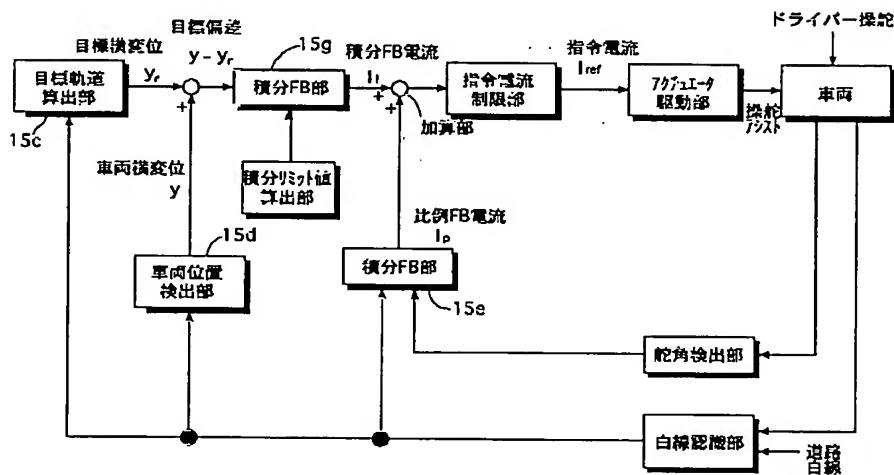 ドライバー操舵
目標偏差
目標横変位
y - yr
15g
積分FB電流
指令電流
yr
II
Iref
目標軌道
算出部
積分FB部
指令電流
制限部
アクチュエータ
駆動部
車両
15c
+
+
+
加算部
操舵
アシスト
車両横変位
y
積分リミット値
算出部
比例FB電流
Ip
15d
車両位置
検出部
積分FB部
15e
舵角検出部
白線認識部
道路
白線